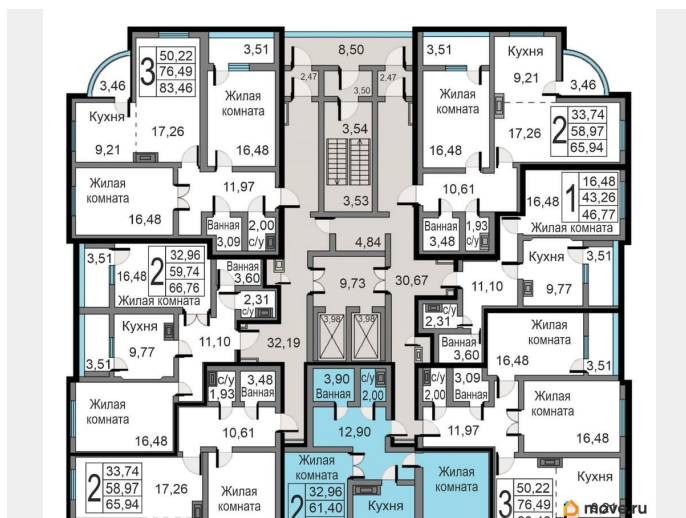 3
50,22
76,49
83,46
3,51
8,50
3,51
Кухня
9,21
3,46
2,47
3,50
2,47
3,46
Жилая
комната
16,48
Кухня
17,26
9,21
3,54
Жилая
комната
16,48
17,26
2
33,74
58,97
65,94
Жилая
комната
16,48
11,97
3,53
10,61
16,48
1
16,48
43,26
46,77
Жилая комната
Ванная
3,09
2,00
с/у
4,84
Ванная
3,48
1,93
с/у
3,51
16,48
2
32,96
59,74
66,76
Жилая комната
Ванная
3,60
9,73
30,67
11,10
Кухня
9,77
3,51
2,31
с/у
3,98
3,98
с/у
2,31
Кухня
9,77
3,51
11,10
32,19
Ванная
3,60
16,48
Жилая
комната
3,51
с/у
1,93
3,48
Ванная
3,90
Ванная
с/у
2,00
с/у
2,00
3,09
Ванная
Жилая
комната
16,48
10,61
12,90
11,97
Жилая
комната
16,48
2
33,74
58,97
65,94
17,26
Жилая
комната
Жилая
комната
2
32,96
61,40
Кухня
Жилая
комната
3
50,22
76,49
Кухня
move.ru